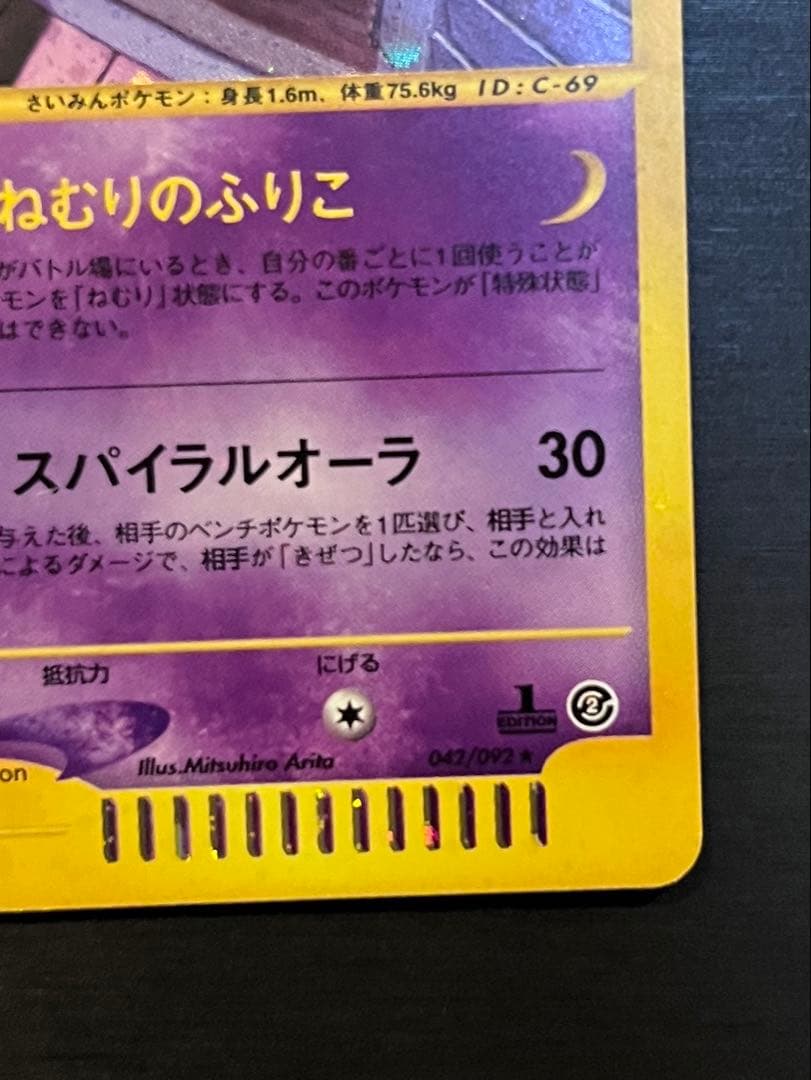 さいみんポケモン：身長1.6m、体重75.6kg ID:C-69
ねむりのふりこ
がバトル場にいるとき、自分の番ごとに1回使うことが
モンを「ねむり」状態にする。このポケモンが「特殊状態」
はできない。
スパイラルオーラ 30
与えた後、相手のベンチポケモンを1匹選び、相手と入れ
によるダメージで、相手が「きぜつ」したなら、この効果は
抵抗力 にげる
1 EDITION 2
Illus.Mitsuhiro Arita 042/092★
on